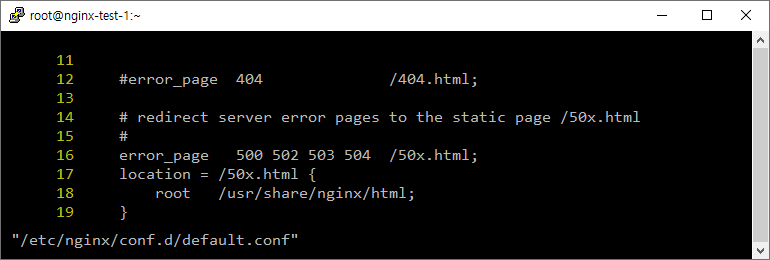 root@nginx-test-1:~
11
12     #error_page  404              /404.html;
13
14     # redirect server error pages to the static page /50x.html
15     #
16     error_page   500 502 503 504  /50x.html;
17     location = /50x.html {
18         root   /usr/share/nginx/html;
19     }
"/etc/nginx/conf.d/default.conf"